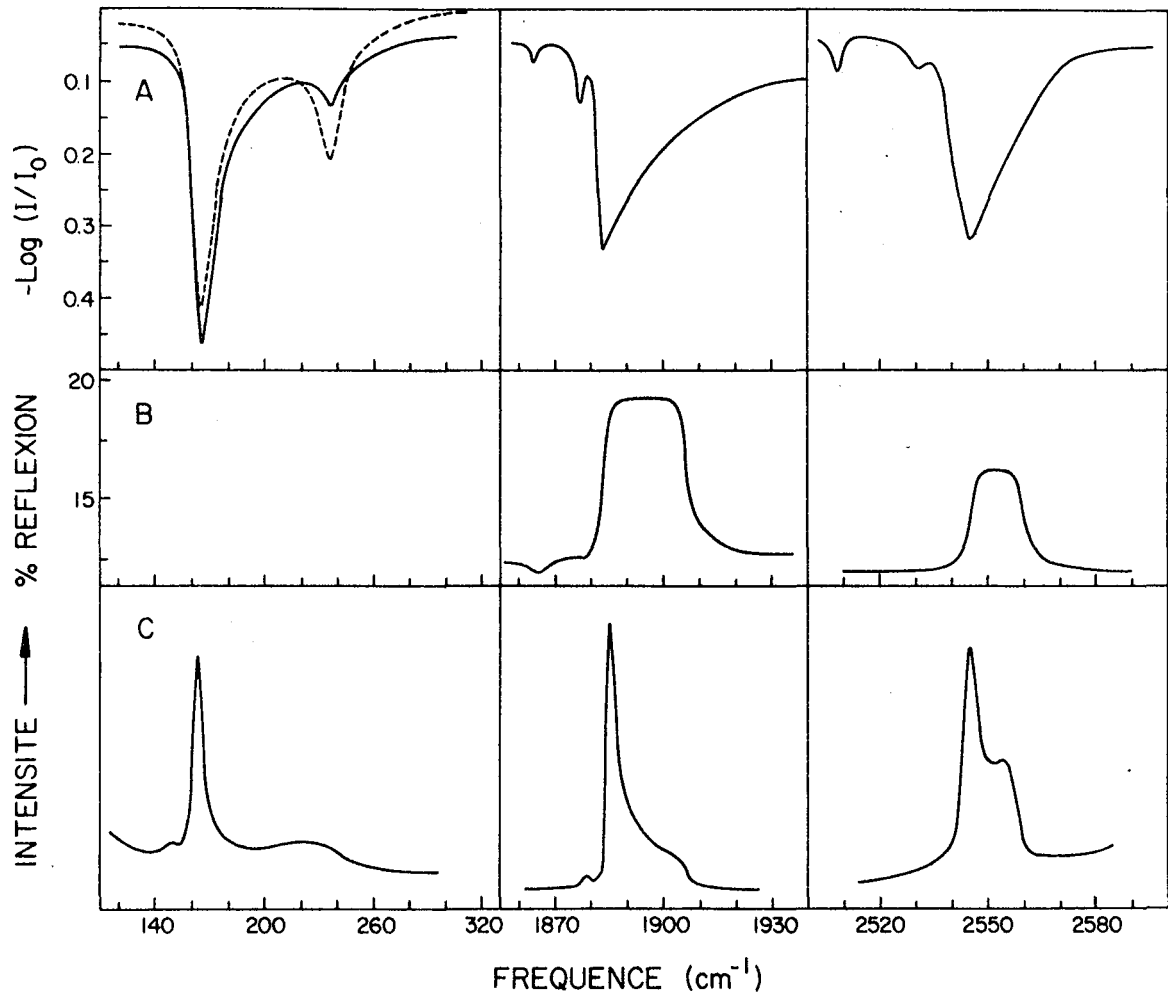 A
0.1
0.2
0.3
0.4
-Log (I/I0)
B
20
15
% REFLEXION
C
INTENSITE
140 200 260 320 1870 1900 1930 2520 2550 2580
FREQUENCE (cm-1)